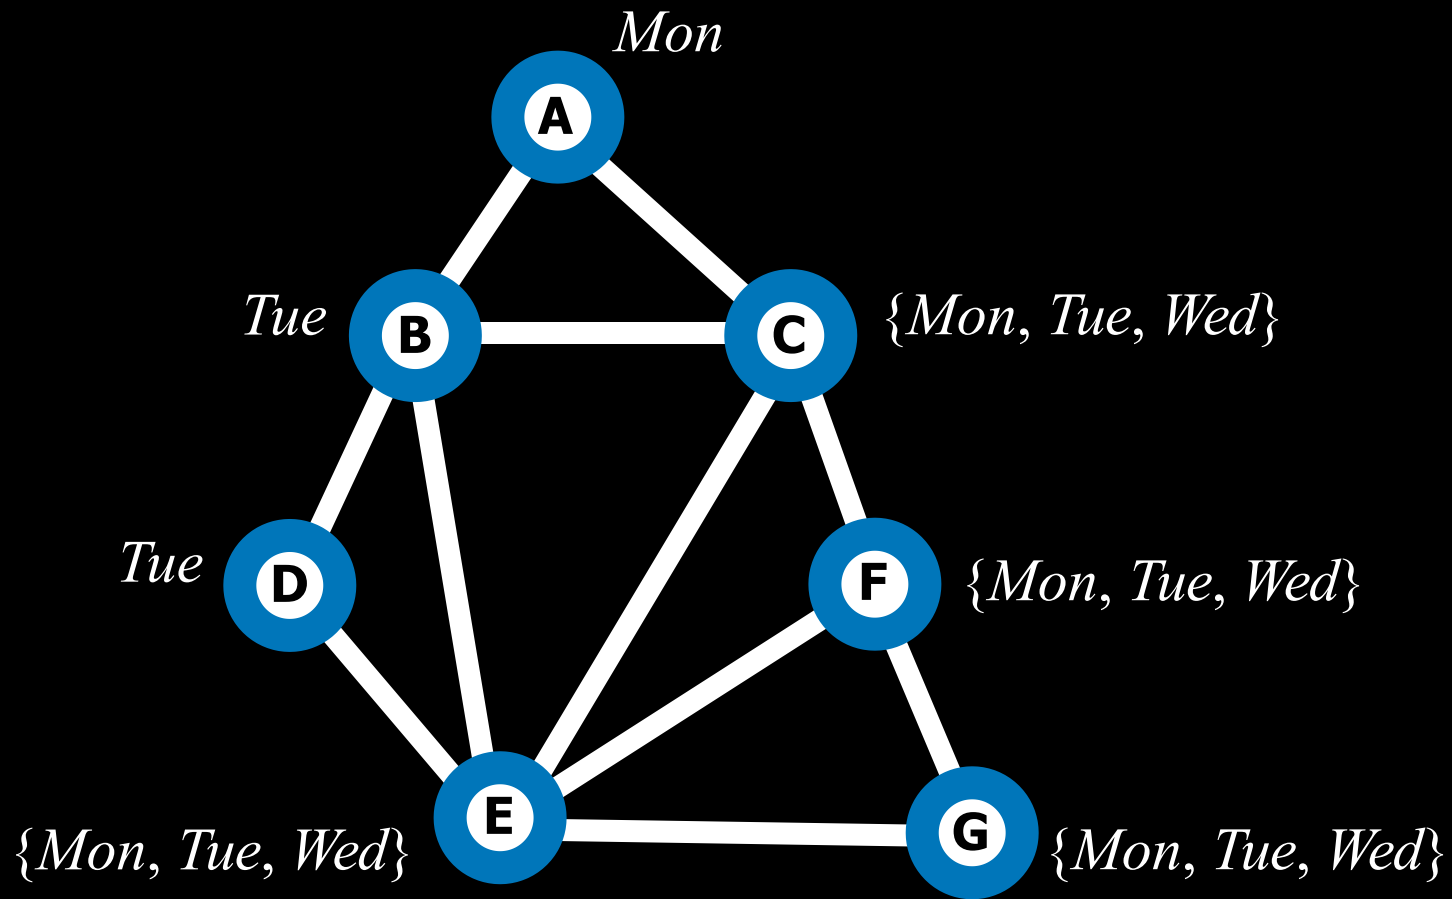 Mon
A
Tue
B
C
{Mon, Tue, Wed}
Tue
D
F
{Mon, Tue, Wed}
E
{Mon, Tue, Wed}
G
{Mon, Tue, Wed}